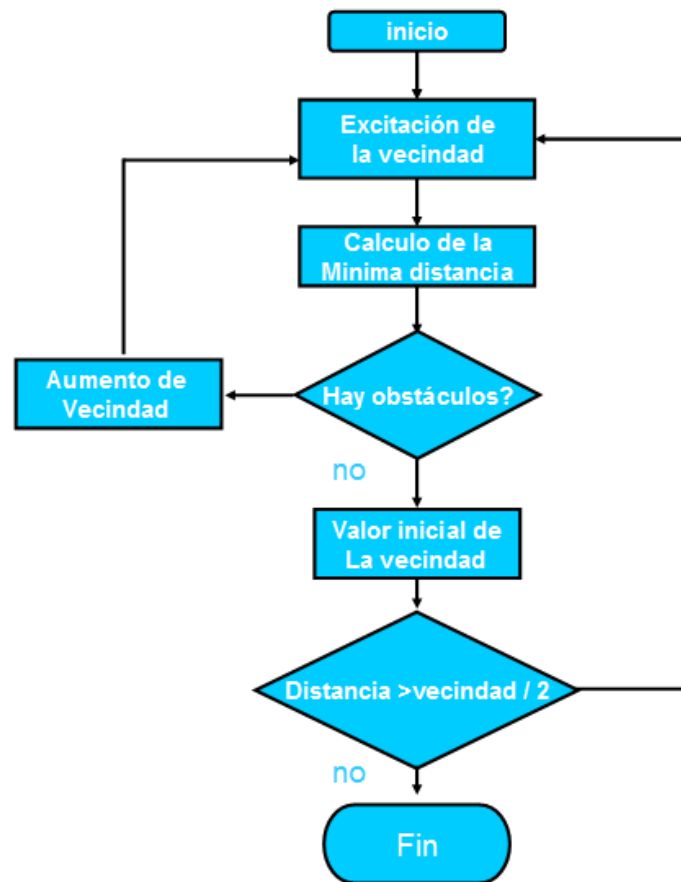 inicio
Excitación de
la vecindad
Calculo de la
Minima distancia
Aumento de
Vecindad
Hay obstáculos?
no
Valor inicial de
La vecindad
Distancia >vecindad / 2
no
Fin